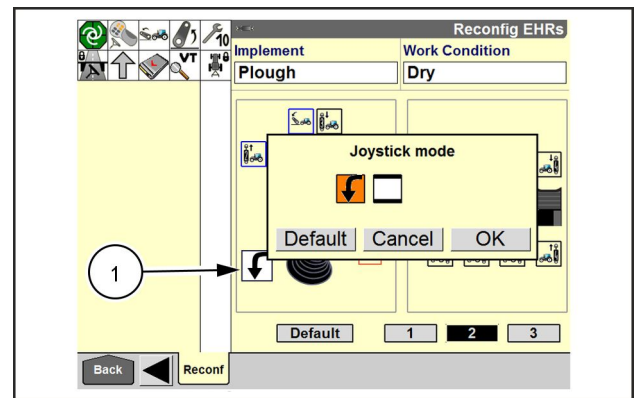 Reconfig EHRs
10
VT
Implement
Work Condition
Plough
Dry
Joystick mode
Default
Cancel
OK
1
Default
1
2
3
Back
Reconf